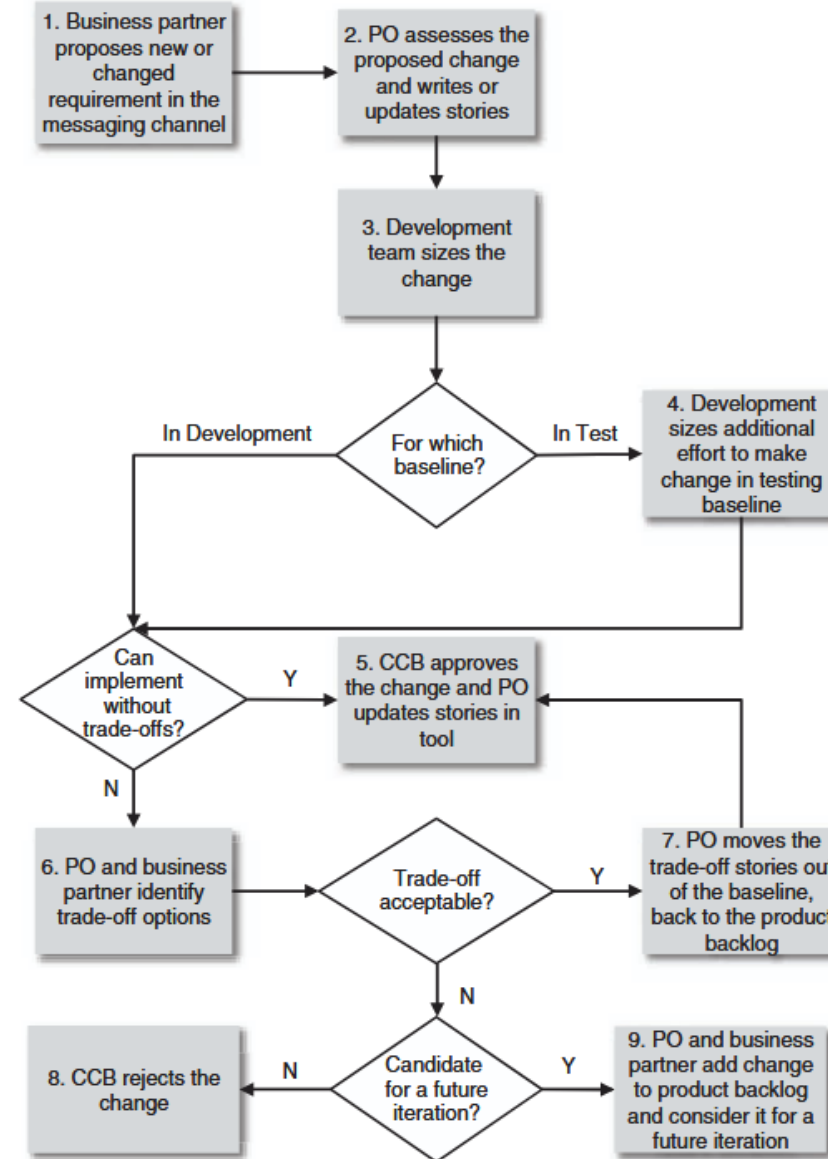 1. Business partner
proposes new or
changed
requirement in the
messaging channel
2. PO assesses the
proposed change
and writes or
updates stories
3. Development
team sizes the
change
In Development
For which
baseline?
In Test
4. Development
sizes additional
effort to make
change in testing
baseline
Can
implement
without
trade-offs?
Y
5. CCB approves
the change and PO
updates stories in
tool
N
6. PO and business
partner identify
trade-off options
Trade-off
acceptable?
Y
7. PO moves the
trade-off stories out
of the baseline,
back to the product
backlog
N
8. CCB rejects the
change
N
Candidate
for a future
iteration?
Y
9. PO and business
partner add change
to product backlog
and consider it for a
future iteration